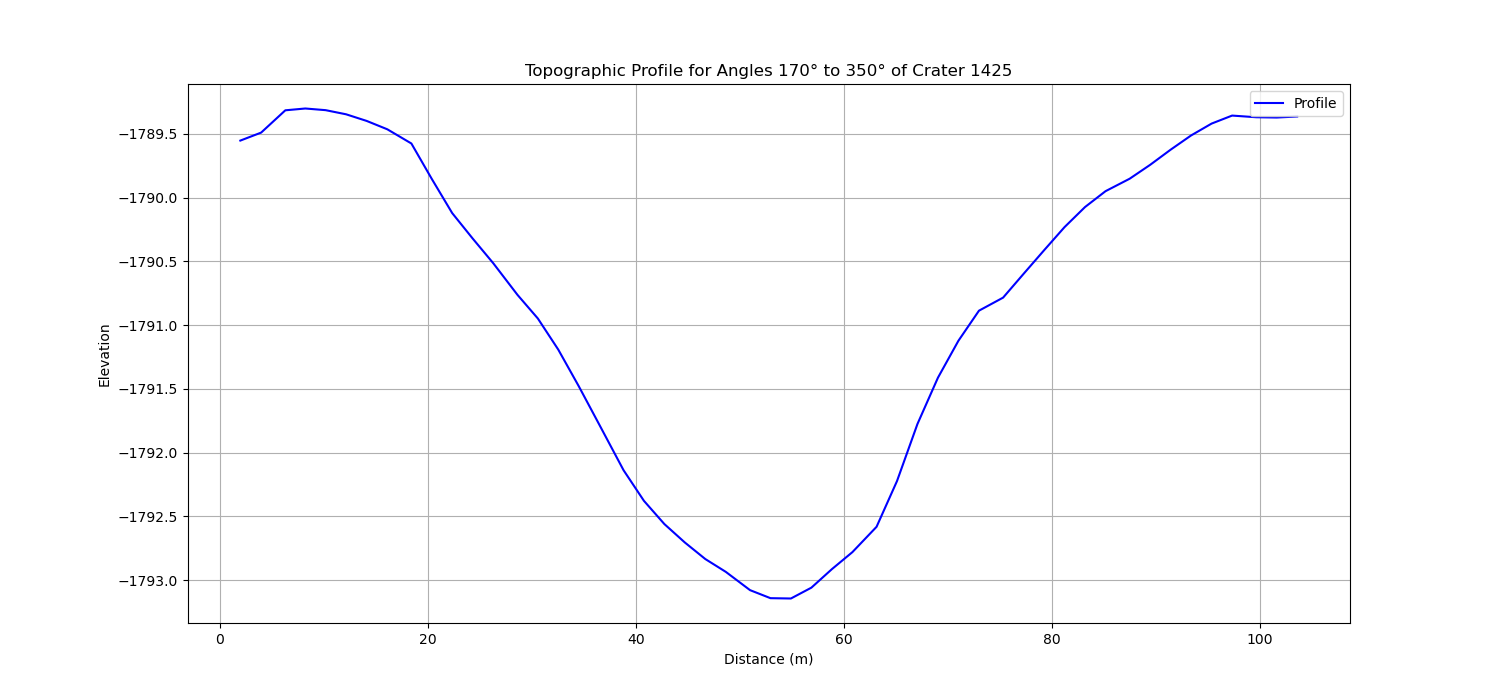 Topographic Profile for Angles 170° to 350° of Crater 1425
Profile
−1789.5
−1790.0
−1790.5
−1791.0
−1791.5
−1792.0
−1792.5
−1793.0
Elevation
0 20 40 60 80 100
Distance (m)